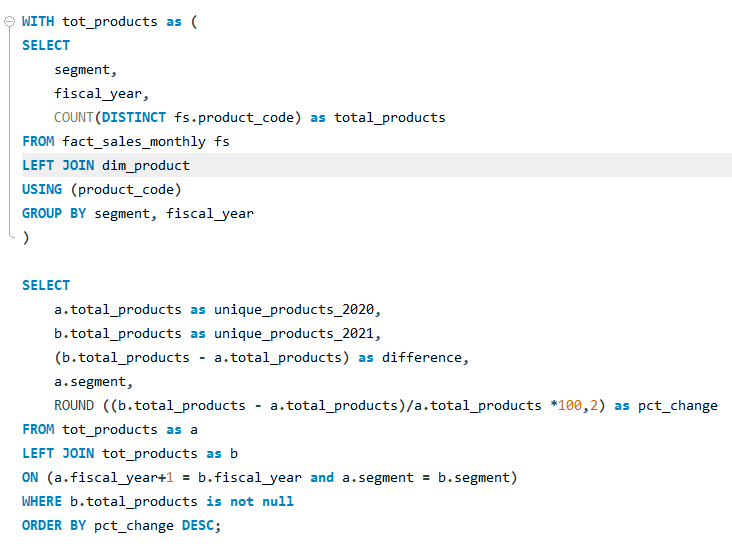 WITH tot_products as (
SELECT
    segment,
    fiscal_year,
    COUNT(DISTINCT fs.product_code) as total_products
FROM fact_sales_monthly fs
LEFT JOIN dim_product
USING (product_code)
GROUP BY segment, fiscal_year
)

SELECT
    a.total_products as unique_products_2020,
    b.total_products as unique_products_2021,
    (b.total_products - a.total_products) as difference,
    a.segment,
    ROUND ((b.total_products - a.total_products)/a.total_products *100,2) as pct_change
FROM tot_products as a
LEFT JOIN tot_products as b
ON (a.fiscal_year+1 = b.fiscal_year and a.segment = b.segment)
WHERE b.total_products is not null
ORDER BY pct_change DESC;